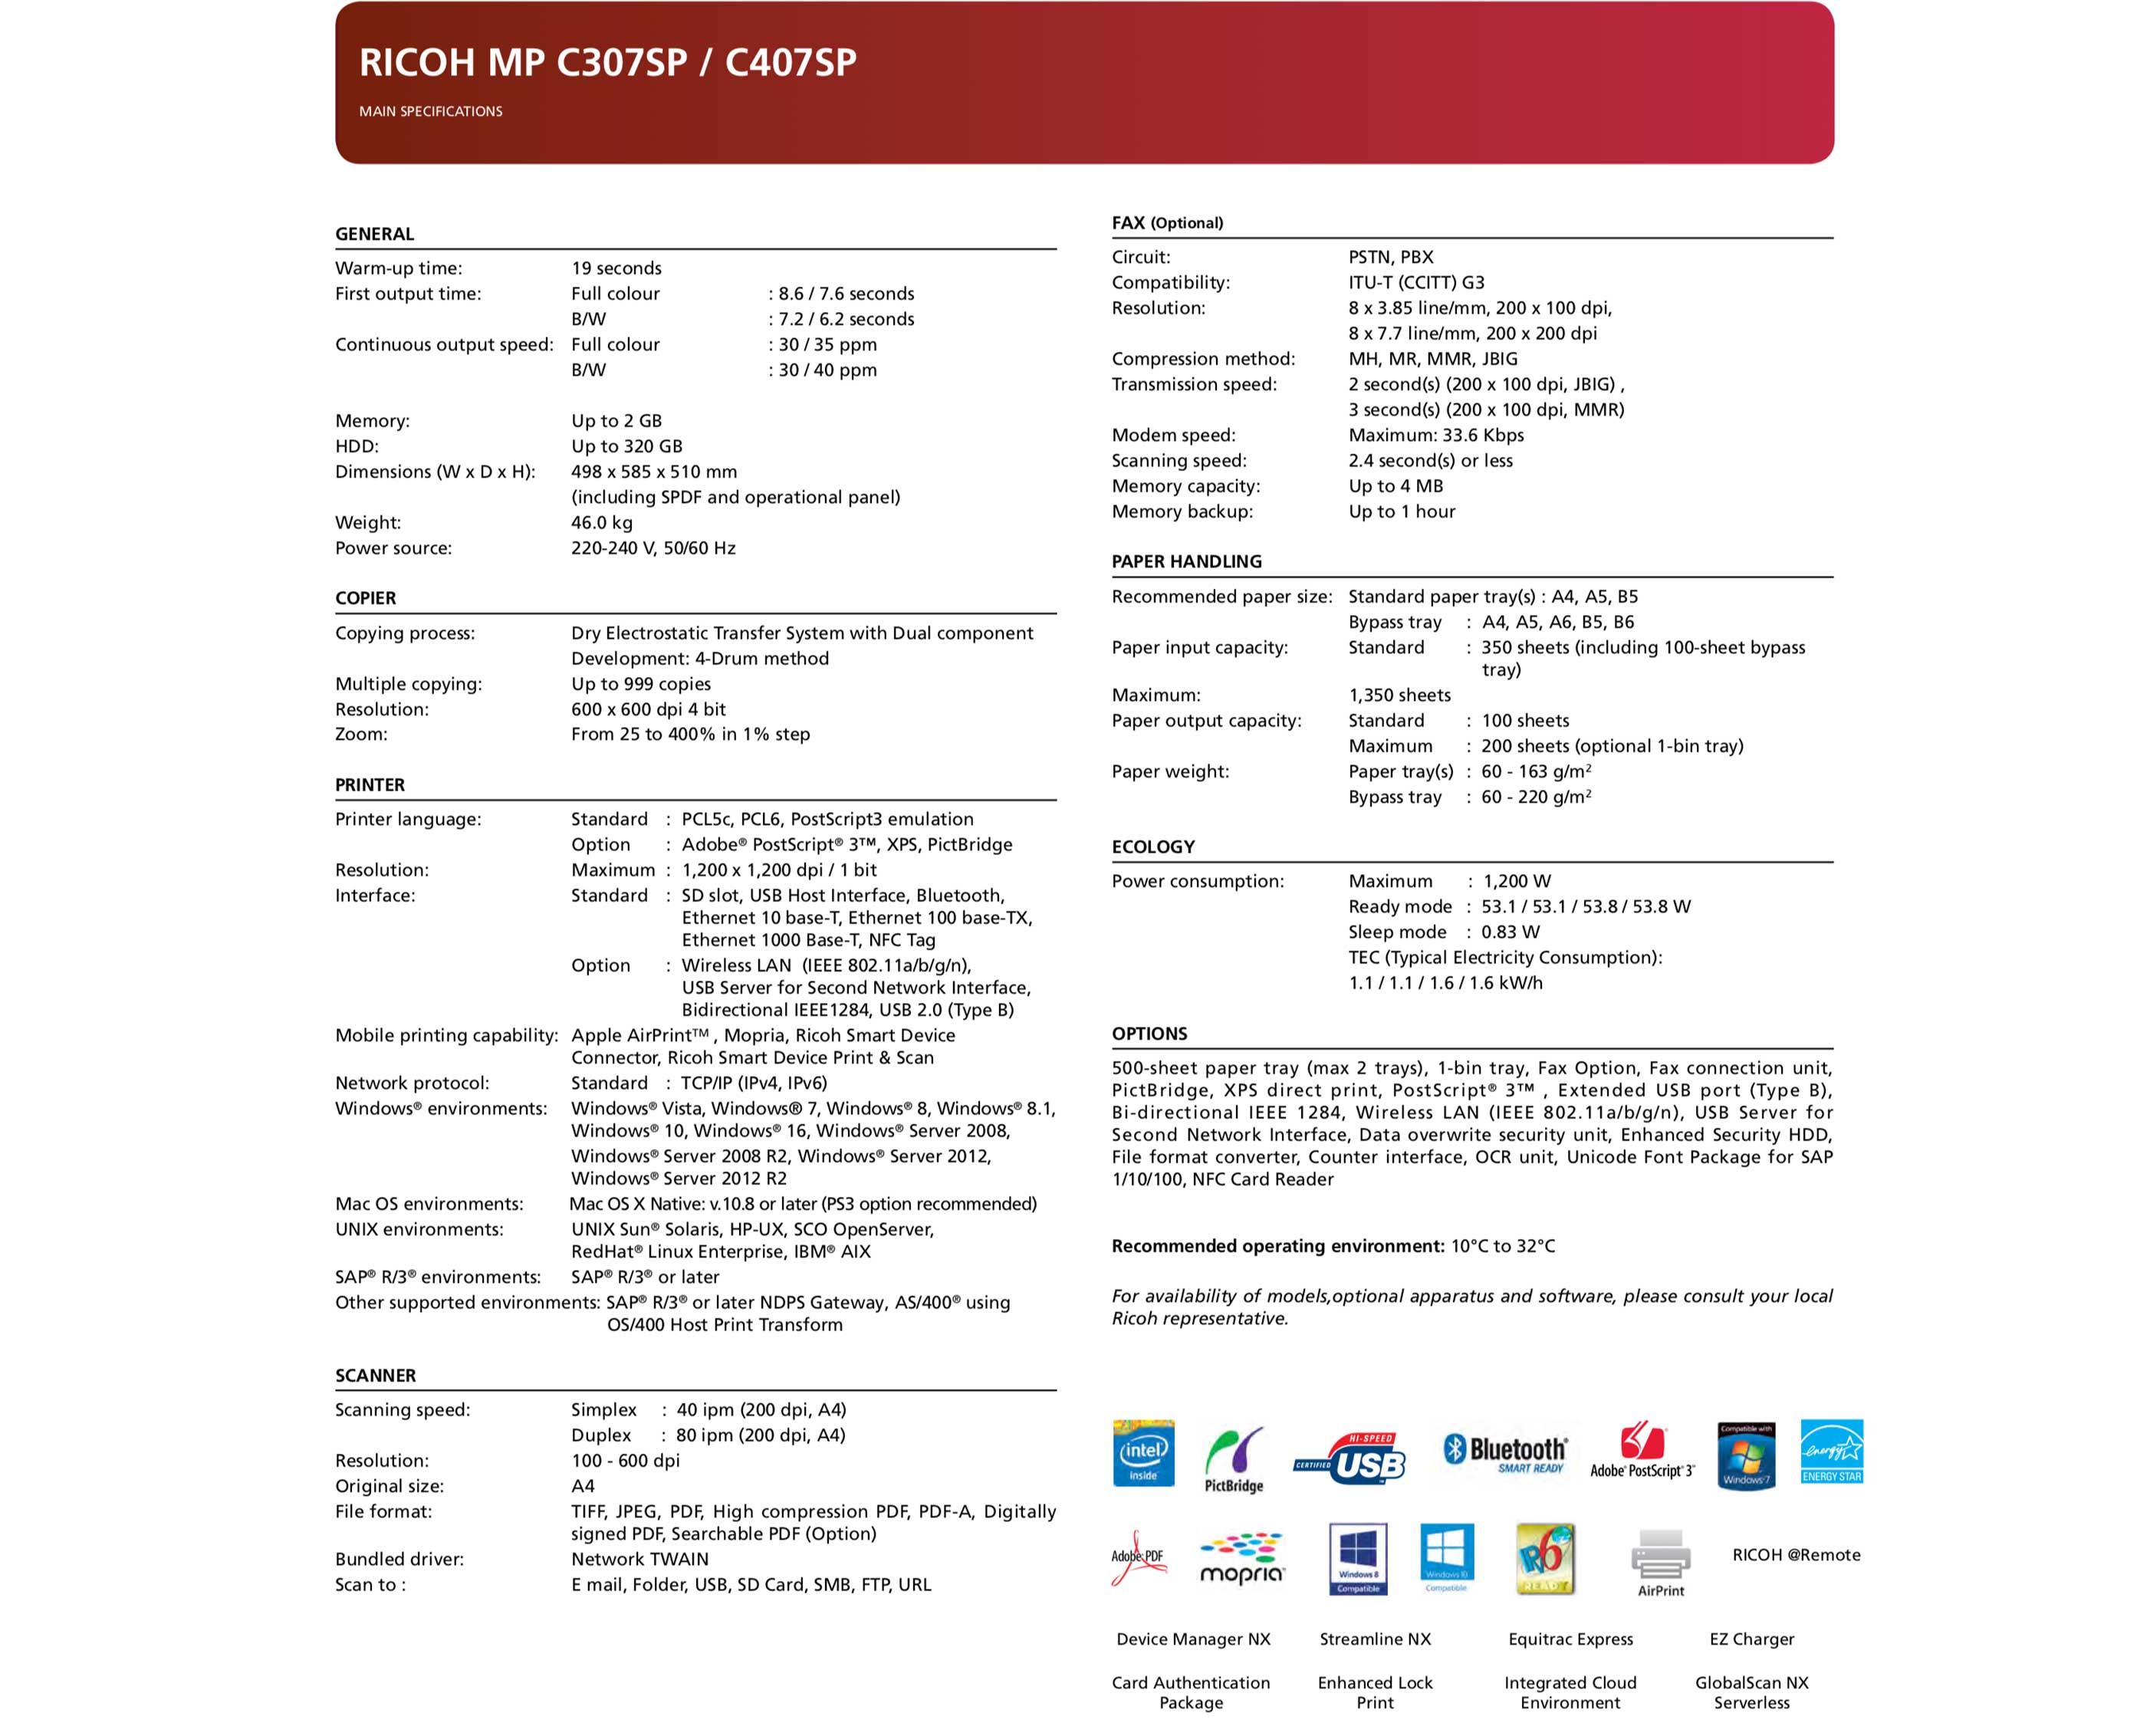 RICOH MP C307SP / C407SP
MAIN SPECIFICATIONS
GENERAL
Warm-up time: 19 seconds
First output time: Full colour : 8.6 / 7.6 seconds
B/W : 7.2 / 6.2 seconds
Continuous output speed: Full colour : 30 / 35 ppm
B/W : 30 / 40 ppm
Memory: Up to 2 GB
HDD: Up to 320 GB
Dimensions (W x D x H): 498 x 585 x 510 mm
(including SPDF and operational panel)
Weight: 46.0 kg
Power source: 220-240 V, 50/60 Hz
COPIER
Copying process: Dry Electrostatic Transfer System with Dual component
Development: 4-Drum method
Multiple copying: Up to 999 copies
Resolution: 600 x 600 dpi 4 bit
Zoom: From 25 to 400% in 1% step
PRINTER
Printer language: Standard : PCL5c, PCL6, PostScript3 emulation
Option : Adobe® PostScript® 3™, XPS, PictBridge
Resolution: Maximum : 1,200 x 1,200 dpi / 1 bit
Interface: Standard : SD slot, USB Host Interface, Bluetooth,
Ethernet 10 base-T, Ethernet 100 base-TX,
Ethernet 1000 Base-T, NFC Tag
Option : Wireless LAN (IEEE 802.11a/b/g/n),
USB Server for Second Network Interface,
Bidirectional IEEE1284, USB 2.0 (Type B)
Mobile printing capability: Apple AirPrint™ , Mopria, Ricoh Smart Device
Connector, Ricoh Smart Device Print & Scan
Network protocol: Standard : TCP/IP (IPv4, IPv6)
Windows® environments: Windows® Vista, Windows® 7, Windows® 8, Windows® 8.1,
Windows® 10, Windows® 16, Windows® Server 2008,
Windows® Server 2008 R2, Windows® Server 2012,
Windows® Server 2012 R2
Mac OS environments: Mac OS X Native: v.10.8 or later (PS3 option recommended)
UNIX environments: UNIX Sun® Solaris, HP-UX, SCO OpenServer,
RedHat® Linux Enterprise, IBM® AIX
SAP® R/3® environments: SAP® R/3® or later
Other supported environments: SAP® R/3® or later NDPS Gateway, AS/400® using
OS/400 Host Print Transform
SCANNER
Scanning speed: Simplex : 40 ipm (200 dpi, A4)
Duplex : 80 ipm (200 dpi, A4)
Resolution: 100 - 600 dpi
Original size: A4
File format: TIFF, JPEG, PDF, High compression PDF, PDF-A, Digitally
signed PDF, Searchable PDF (Option)
Bundled driver: Network TWAIN
Scan to : E mail, Folder, USB, SD Card, SMB, FTP, URL
FAX (Optional)
Circuit: PSTN, PBX
Compatibility: ITU-T (CCITT) G3
Resolution: 8 x 3.85 line/mm, 200 x 100 dpi,
8 x 7.7 line/mm, 200 x 200 dpi
Compression method: MH, MR, MMR, JBIG
Transmission speed: 2 second(s) (200 x 100 dpi, JBIG) ,
3 second(s) (200 x 100 dpi, MMR)
Modem speed: Maximum: 33.6 Kbps
Scanning speed: 2.4 second(s) or less
Memory capacity: Up to 4 MB
Memory backup: Up to 1 hour
PAPER HANDLING
Recommended paper size: Standard paper tray(s) : A4, A5, B5
Bypass tray : A4, A5, A6, B5, B6
Paper input capacity: Standard : 350 sheets (including 100-sheet bypass
tray)
Maximum: 1,350 sheets
Paper output capacity: Standard : 100 sheets
Maximum : 200 sheets (optional 1-bin tray)
Paper weight: Paper tray(s) : 60 - 163 g/m²
Bypass tray : 60 - 220 g/m²
ECOLOGY
Power consumption: Maximum : 1,200 W
Ready mode : 53.1 / 53.1 / 53.8 / 53.8 W
Sleep mode : 0.83 W
TEC (Typical Electricity Consumption):
1.1 / 1.1 / 1.6 / 1.6 kW/h
OPTIONS
500-sheet paper tray (max 2 trays), 1-bin tray, Fax Option, Fax connection unit,
PictBridge, XPS direct print, PostScript® 3™ , Extended USB port (Type B),
Bi-directional IEEE 1284, Wireless LAN (IEEE 802.11a/b/g/n), USB Server for
Second Network Interface, Data overwrite security unit, Enhanced Security HDD,
File format converter, Counter interface, OCR unit, Unicode Font Package for SAP
1/10/100, NFC Card Reader
Recommended operating environment: 10°C to 32°C
For availability of models,optional apparatus and software, please consult your local
Ricoh representative.
intel inside
PictBridge
HI-SPEED CERTIFIED USB
Bluetooth® SMART READY
Adobe® PostScript® 3™
Compatible with Windows 7
energy ENERGY STAR
Adobe PDF
mopria
Windows 8 Compatible
Windows 10 Compatible
R6 READY
AirPrint
RICOH @Remote
Device Manager NX Streamline NX Equitrac Express EZ Charger
Card Authentication Enhanced Lock Integrated Cloud GlobalScan NX
Package Print Environment Serverless